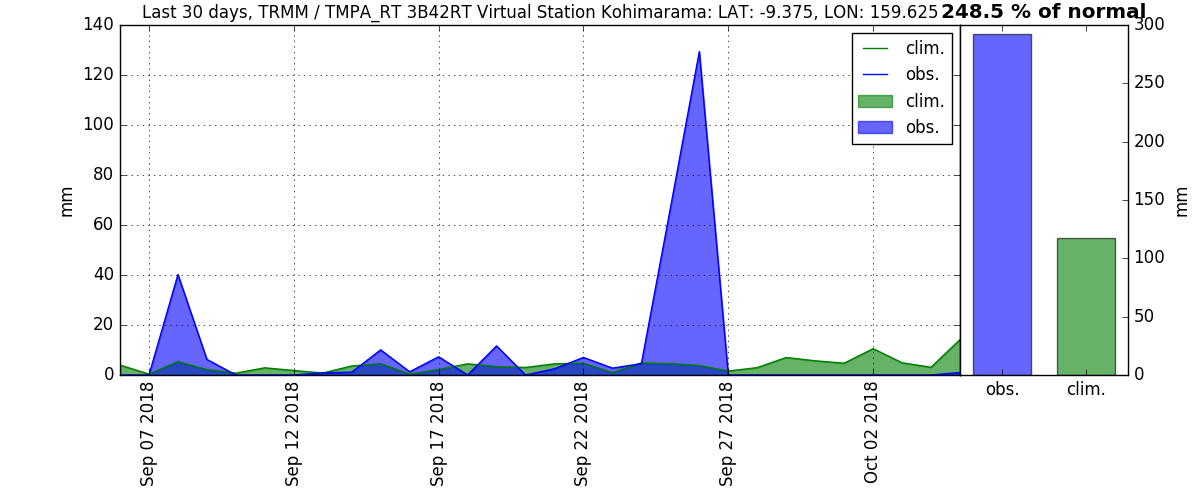 Last 30 days, TRMM / TMPA_RT 3B42RT Virtual Station Kohimarama: LAT: -9.375, LON: 159.625
248.5 % of normal
140
120
100
80
60
40
20
0
mm
clim.
obs.
clim.
obs.
Sep 07 2018
Sep 12 2018
Sep 17 2018
Sep 22 2018
Sep 27 2018
Oct 02 2018
300
250
200
150
100
50
0
mm
obs.
clim.